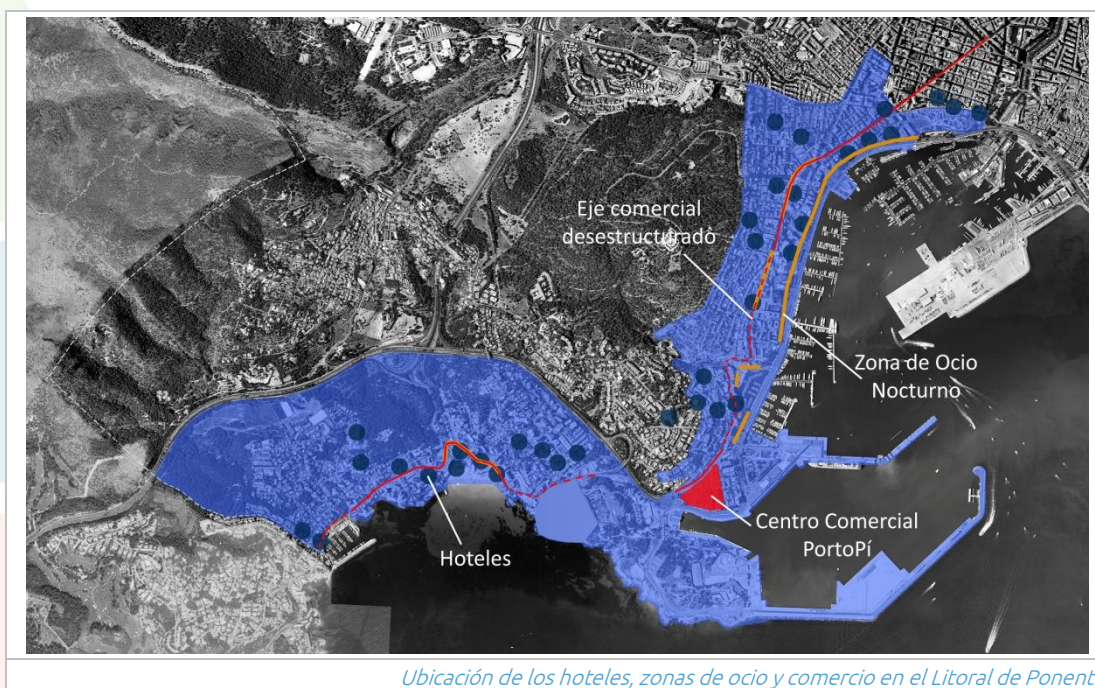 Eje comercial
desestructurado
Zona de Ocio
Nocturno
Centro Comercial
PortoPí
Hoteles
Ubicación de los hoteles, zonas de ocio y comercio en el Litoral de Ponent